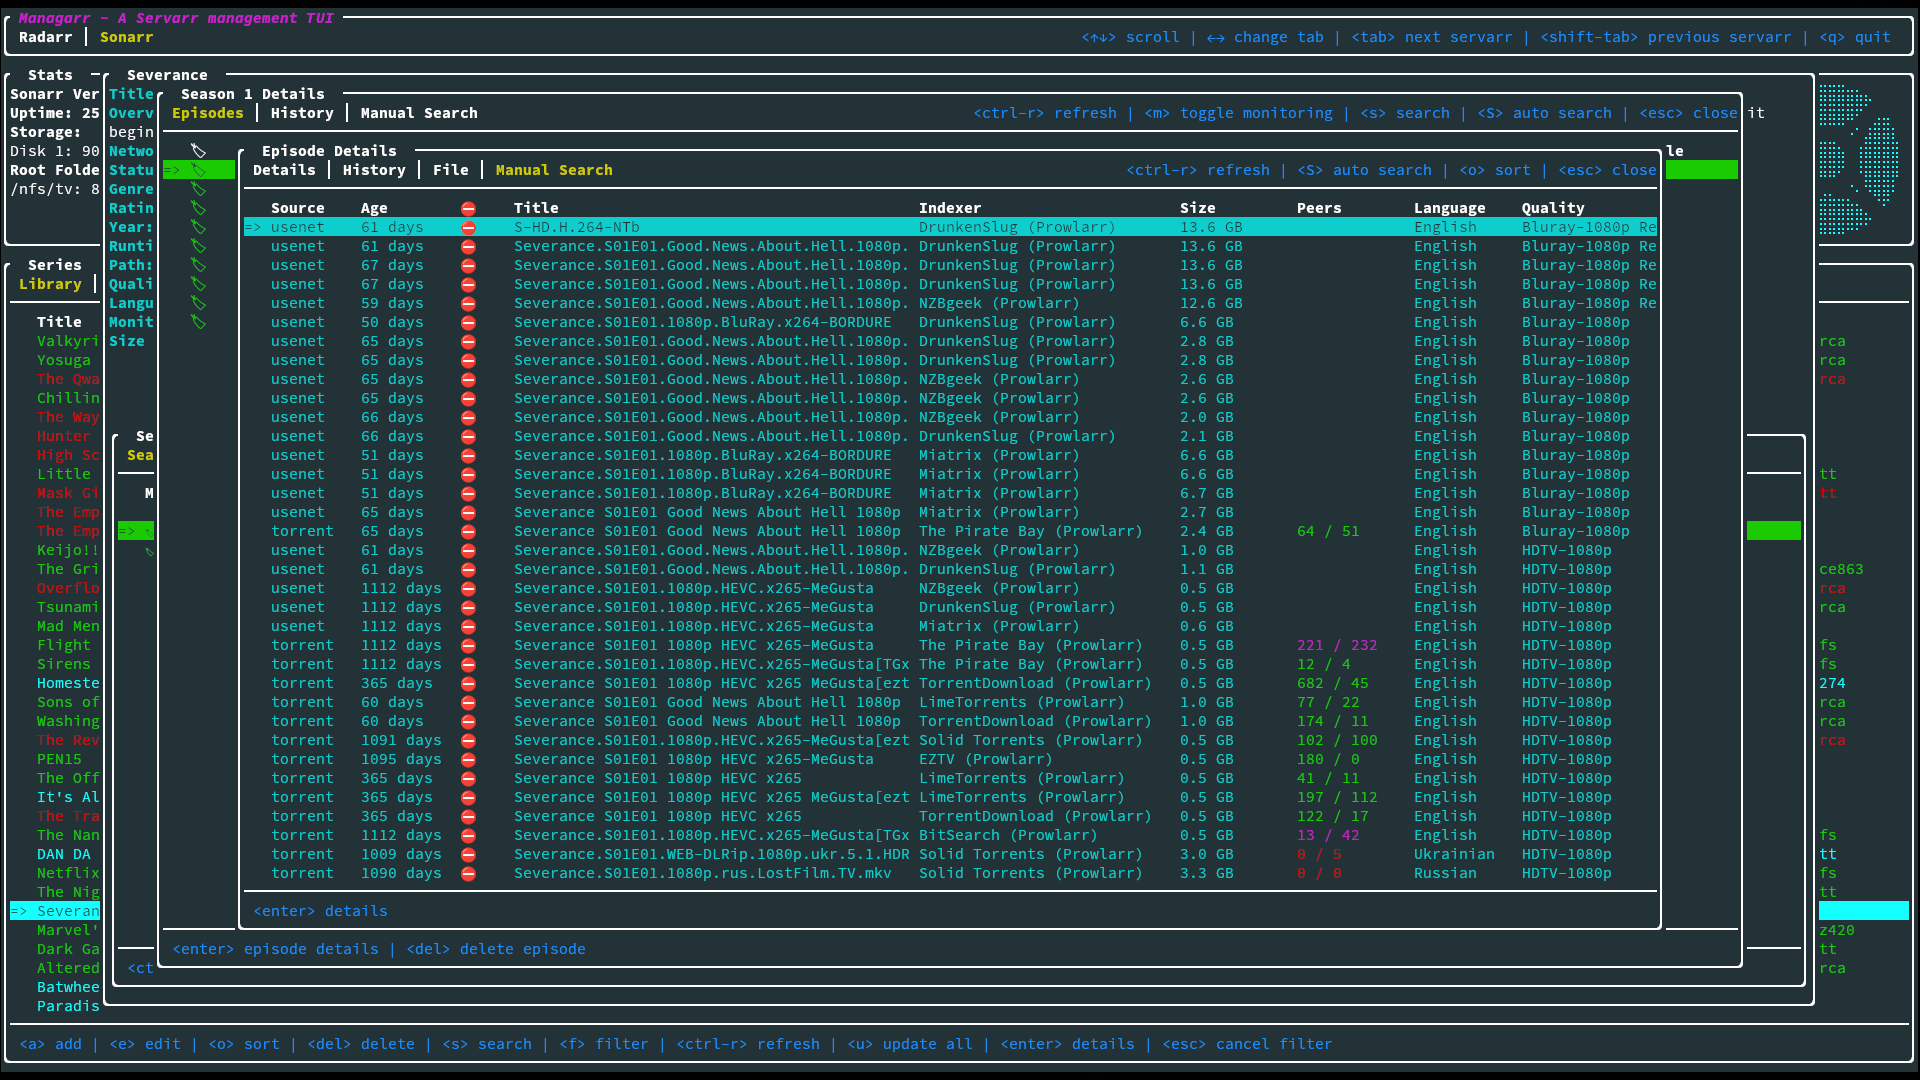 Managarr - A Servarr management TUI
Radarr | Sonarr <↑↓> scroll | ↔ change tab | <tab> next servarr | <shift-tab> previous servarr | <q> quit
Stats Severance
Sonarr Ver Title Season 1 Details
Uptime: 25 Overv Episodes | History | Manual Search <ctrl-r> refresh | <m> toggle monitoring | <s> search | <S> auto search | <esc> close it
Storage: begin
Disk 1: 90 Netwo Episode Details le
Root Folde Statu => Details | History | File | Manual Search <ctrl-r> refresh | <S> auto search | <o> sort | <esc> close
/nfs/tv: 8 Genre
Ratin Source Age ⛔ Title Indexer Size Peers Language Quality
Year: => usenet 61 days ⛔ S-HD.H.264-NTb DrunkenSlug (Prowlarr) 13.6 GB English Bluray-1080p Re
Runti usenet 61 days ⛔ Severance.S01E01.Good.News.About.Hell.1080p. DrunkenSlug (Prowlarr) 13.6 GB English Bluray-1080p Re
Series Path: usenet 67 days ⛔ Severance.S01E01.Good.News.About.Hell.1080p. DrunkenSlug (Prowlarr) 13.6 GB English Bluray-1080p Re
Library | Quali usenet 67 days ⛔ Severance.S01E01.Good.News.About.Hell.1080p. DrunkenSlug (Prowlarr) 13.6 GB English Bluray-1080p Re
Langu usenet 59 days ⛔ Severance.S01E01.Good.News.About.Hell.1080p. NZBgeek (Prowlarr) 12.6 GB English Bluray-1080p Re
Title Monit usenet 50 days ⛔ Severance.S01E01.1080p.BluRay.x264-BORDURE DrunkenSlug (Prowlarr) 6.6 GB English Bluray-1080p
Valkyri Size usenet 65 days ⛔ Severance.S01E01.Good.News.About.Hell.1080p. DrunkenSlug (Prowlarr) 2.8 GB English Bluray-1080p rca
Yosuga usenet 65 days ⛔ Severance.S01E01.Good.News.About.Hell.1080p. DrunkenSlug (Prowlarr) 2.8 GB English Bluray-1080p rca
The Qwa usenet 65 days ⛔ Severance.S01E01.Good.News.About.Hell.1080p. NZBgeek (Prowlarr) 2.6 GB English Bluray-1080p rca
Chillin usenet 65 days ⛔ Severance.S01E01.Good.News.About.Hell.1080p. NZBgeek (Prowlarr) 2.6 GB English Bluray-1080p
The Way usenet 66 days ⛔ Severance.S01E01.Good.News.About.Hell.1080p. NZBgeek (Prowlarr) 2.0 GB English Bluray-1080p
Hunter Se usenet 66 days ⛔ Severance.S01E01.Good.News.About.Hell.1080p. DrunkenSlug (Prowlarr) 2.1 GB English Bluray-1080p
High Sc Sea usenet 51 days ⛔ Severance.S01E01.1080p.BluRay.x264-BORDURE Miatrix (Prowlarr) 6.6 GB English Bluray-1080p
Little usenet 51 days ⛔ Severance.S01E01.1080p.BluRay.x264-BORDURE Miatrix (Prowlarr) 6.6 GB English Bluray-1080p tt
Mask Gi M usenet 51 days ⛔ Severance.S01E01.1080p.BluRay.x264-BORDURE Miatrix (Prowlarr) 6.7 GB English Bluray-1080p tt
The Emp usenet 65 days ⛔ Severance S01E01 Good News About Hell 1080p Miatrix (Prowlarr) 2.7 GB English Bluray-1080p
The Emp => torrent 65 days ⛔ Severance S01E01 Good News About Hell 1080p The Pirate Bay (Prowlarr) 2.4 GB 64 / 51 English Bluray-1080p
Keijo!! usenet 61 days ⛔ Severance.S01E01.Good.News.About.Hell.1080p. NZBgeek (Prowlarr) 1.0 GB English HDTV-1080p
The Gri usenet 61 days ⛔ Severance.S01E01.Good.News.About.Hell.1080p. DrunkenSlug (Prowlarr) 1.1 GB English HDTV-1080p ce863
Overflo usenet 1112 days ⛔ Severance.S01E01.1080p.HEVC.x265-MeGusta NZBgeek (Prowlarr) 0.5 GB English HDTV-1080p rca
Tsunami usenet 1112 days ⛔ Severance.S01E01.1080p.HEVC.x265-MeGusta DrunkenSlug (Prowlarr) 0.5 GB English HDTV-1080p rca
Mad Men usenet 1112 days ⛔ Severance.S01E01.1080p.HEVC.x265-MeGusta Miatrix (Prowlarr) 0.6 GB English HDTV-1080p
Flight torrent 1112 days ⛔ Severance S01E01 1080p HEVC x265-MeGusta The Pirate Bay (Prowlarr) 0.5 GB 221 / 232 English HDTV-1080p fs
Sirens torrent 1112 days ⛔ Severance.S01E01.1080p.HEVC.x265-MeGusta[TGx The Pirate Bay (Prowlarr) 0.5 GB 12 / 4 English HDTV-1080p fs
Homeste torrent 365 days ⛔ Severance S01E01 1080p HEVC x265 MeGusta[ezt TorrentDownload (Prowlarr) 0.5 GB 682 / 45 English HDTV-1080p 274
Sons of torrent 60 days ⛔ Severance S01E01 Good News About Hell 1080p LimeTorrents (Prowlarr) 1.0 GB 77 / 22 English HDTV-1080p rca
Washing torrent 60 days ⛔ Severance S01E01 Good News About Hell 1080p TorrentDownload (Prowlarr) 1.0 GB 174 / 11 English HDTV-1080p rca
The Rev torrent 1091 days ⛔ Severance.S01E01.1080p.HEVC.x265-MeGusta[ezt Solid Torrents (Prowlarr) 0.5 GB 102 / 100 English HDTV-1080p rca
PEN15 torrent 1095 days ⛔ Severance S01E01 1080p HEVC x265-MeGusta EZTV (Prowlarr) 0.5 GB 180 / 0 English HDTV-1080p
The Off torrent 365 days ⛔ Severance S01E01 1080p HEVC x265 LimeTorrents (Prowlarr) 0.5 GB 41 / 11 English HDTV-1080p
It's Al torrent 365 days ⛔ Severance S01E01 1080p HEVC x265 MeGusta[ezt LimeTorrents (Prowlarr) 0.5 GB 197 / 112 English HDTV-1080p
The Tra torrent 365 days ⛔ Severance S01E01 1080p HEVC x265 TorrentDownload (Prowlarr) 0.5 GB 122 / 17 English HDTV-1080p
The Nan torrent 1112 days ⛔ Severance.S01E01.1080p.HEVC.x265-MeGusta[TGx BitSearch (Prowlarr) 0.5 GB 13 / 42 English HDTV-1080p fs
DAN DA torrent 1009 days ⛔ Severance.S01E01.WEB-DLRip.1080p.ukr.5.1.HDR Solid Torrents (Prowlarr) 3.0 GB 0 / 5 Ukrainian HDTV-1080p tt
Netflix torrent 1090 days ⛔ Severance.S01E01.1080p.rus.LostFilm.TV.mkv Solid Torrents (Prowlarr) 3.3 GB 0 / 0 Russian HDTV-1080p fs
The Nig tt
=> Severan <enter> details
Marvel' z420
Dark Ga <enter> episode details | <del> delete episode tt
Altered <ct rca
Batwhee
Paradis
<a> add | <e> edit | <o> sort | <del> delete | <s> search | <f> filter | <ctrl-r> refresh | <u> update all | <enter> details | <esc> cancel filter